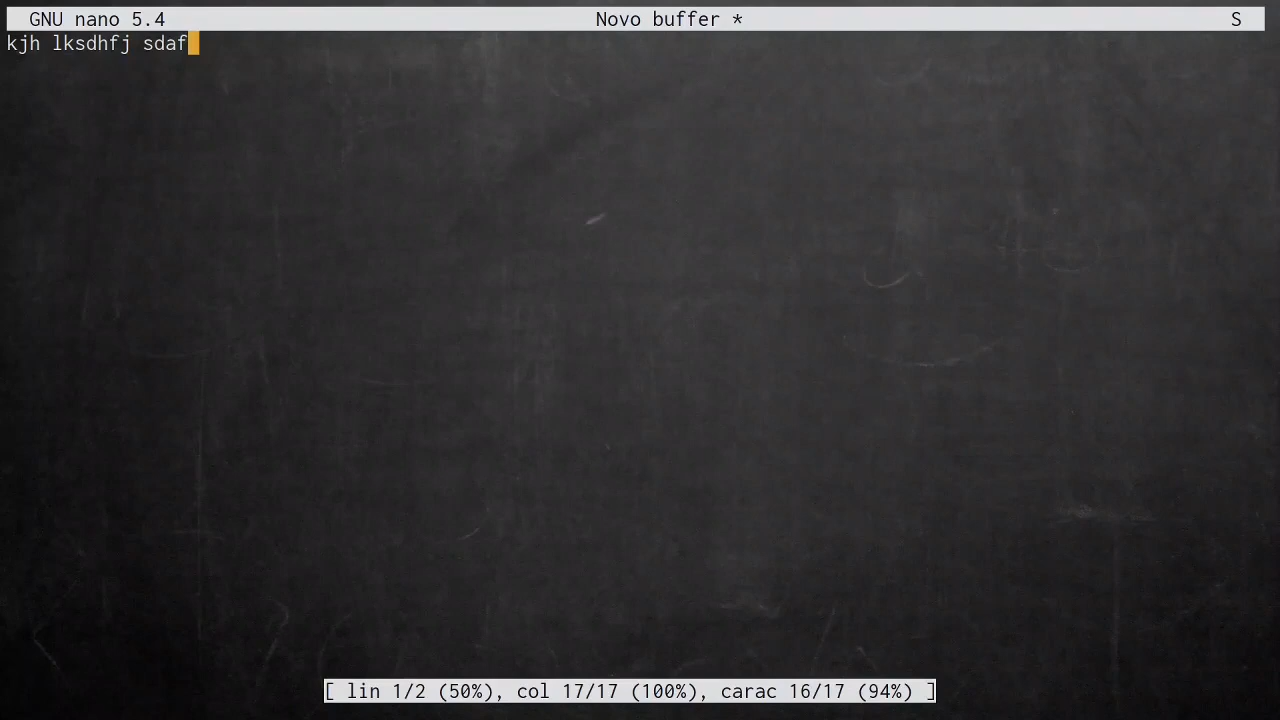 GNU nano 5.4 Novo buffer * S
kjh lksdhfj sdaf
[ lin 1/2 (50%), col 17/17 (100%), carac 16/17 (94%) ]